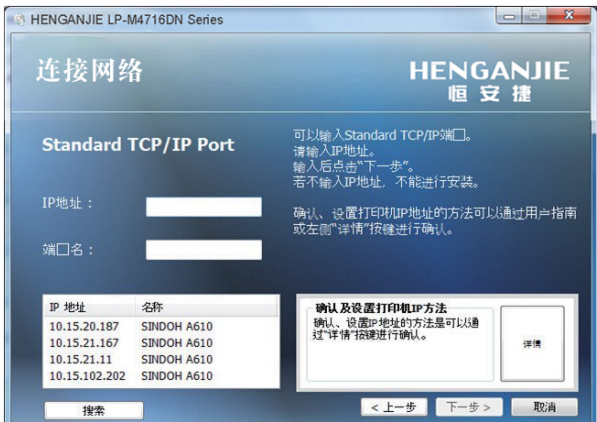 HENGANJIE LP-M4716DN Series
连接网络
HENGANJIE
恒安捷
Standard TCP/IP Port
可以输入Standard TCP/IP端口。
请输入IP地址。
输入后点击“下一步”。
若不输入IP地址，不能进行安装。
IP地址：
确认、设置打印机IP地址的方法可以通过用户指南
或左侧“详情”按键进行确认。
端口名：
IP 地址 名称
10.15.20.187 SINDOH A610
10.15.21.167 SINDOH A610
10.15.21.11 SINDOH A610
10.15.102.202 SINDOH A610
确认及设置打印机IP方法
确认、设置IP地址的方法是可以通
过“详情”按键进行确认。
详情
搜索
< 上一步
下一步 >
取消